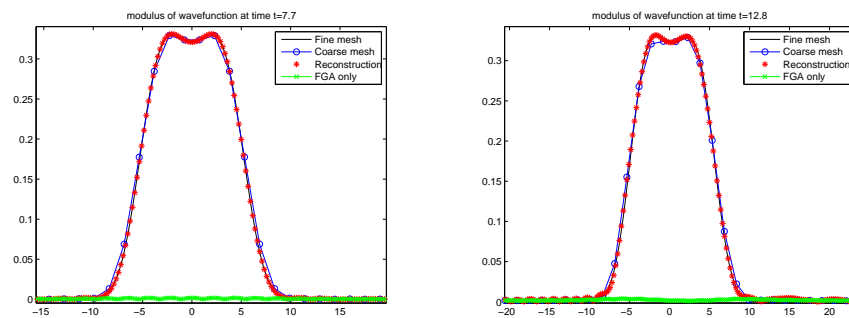 modulus of wavefunction at time t=7.7
Fine mesh
Coarse mesh
Reconstruction
FGA only
0.3
0.25
0.2
0.15
0.1
0.05
0
−15 −10 −5 0 5 10 15
modulus of wavefunction at time t=12.8
Fine mesh
Coarse mesh
Reconstruction
FGA only
0.3
0.25
0.2
0.15
0.1
0.05
0
−20 −15 −10 −5 0 5 10 15 20